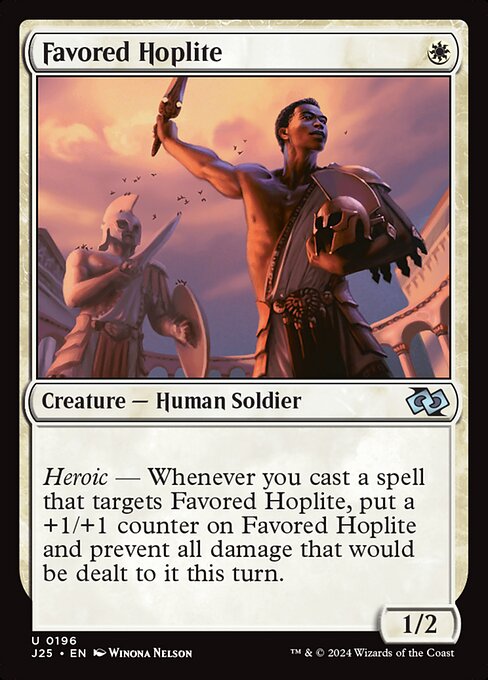 Favored Hoplite
Creature — Human Soldier
Heroic — Whenever you cast a spell
that targets Favored Hoplite, put a
+1/+1 counter on Favored Hoplite
and prevent all damage that would
be dealt to it this turn.
1/2
U 0196
J25 • EN Winona Nelson
™ & © 2024 Wizards of the Coast